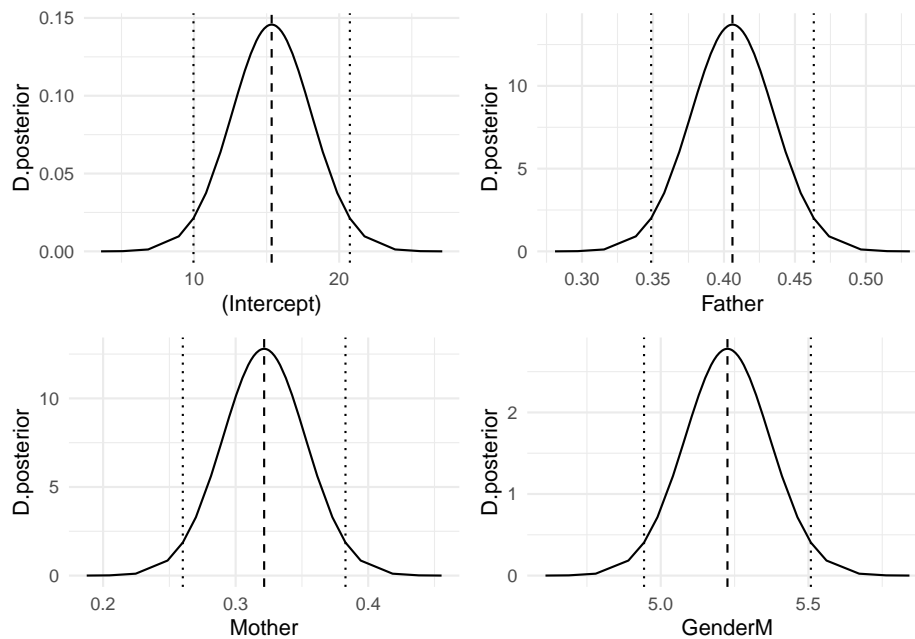 0.15
0.10
0.05
0.00
D.posterior
10 20
(Intercept)
10
5
0
D.posterior
0.30 0.35 0.40 0.45 0.50
Father
10
5
0
D.posterior
0.2 0.3 0.4
Mother
2
1
0
D.posterior
5.0 5.5
GenderM